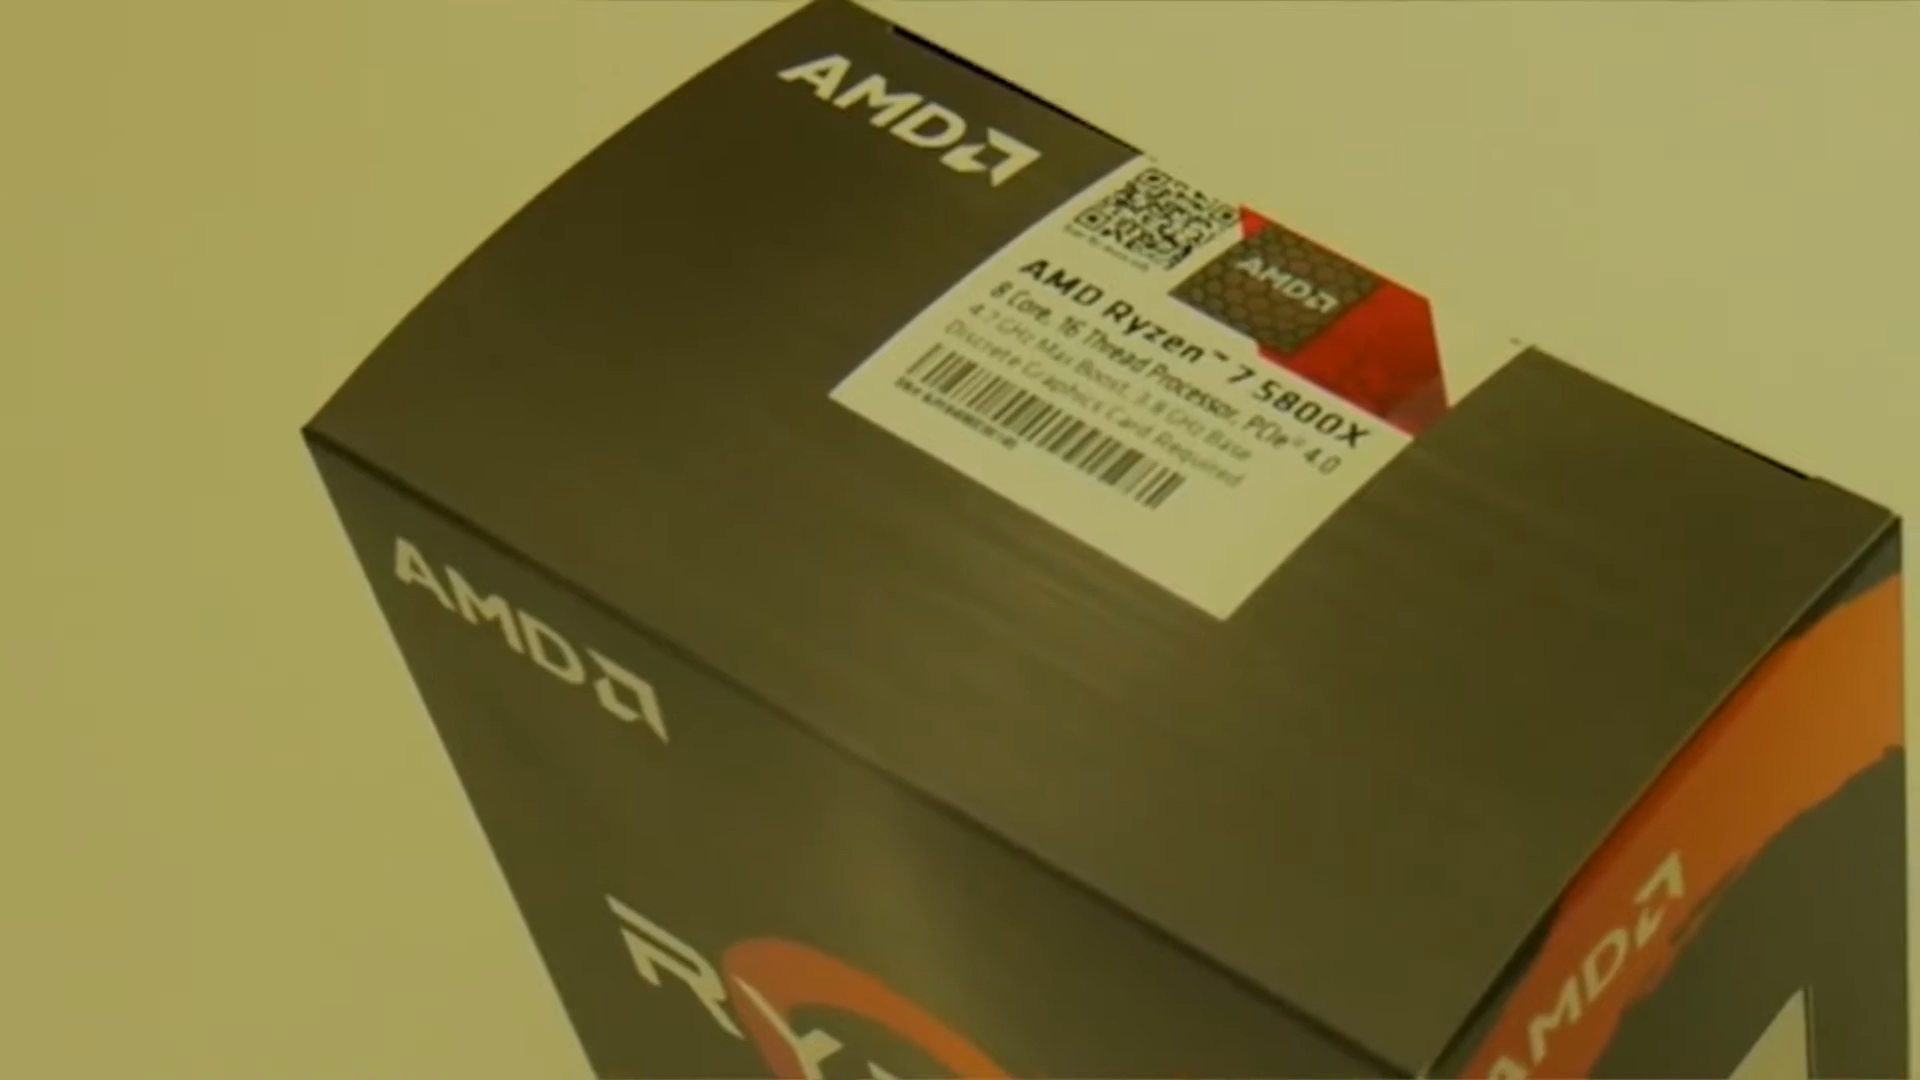 AMD
AMD
AMD Ryzen™ 7 5800X
8 Core, 16 Thread Processor, PCIe® 4.0
4.7 GHz Max Boost, 3.8 GHz Base
Discrete Graphics Card Required
AMD
RY
AMD